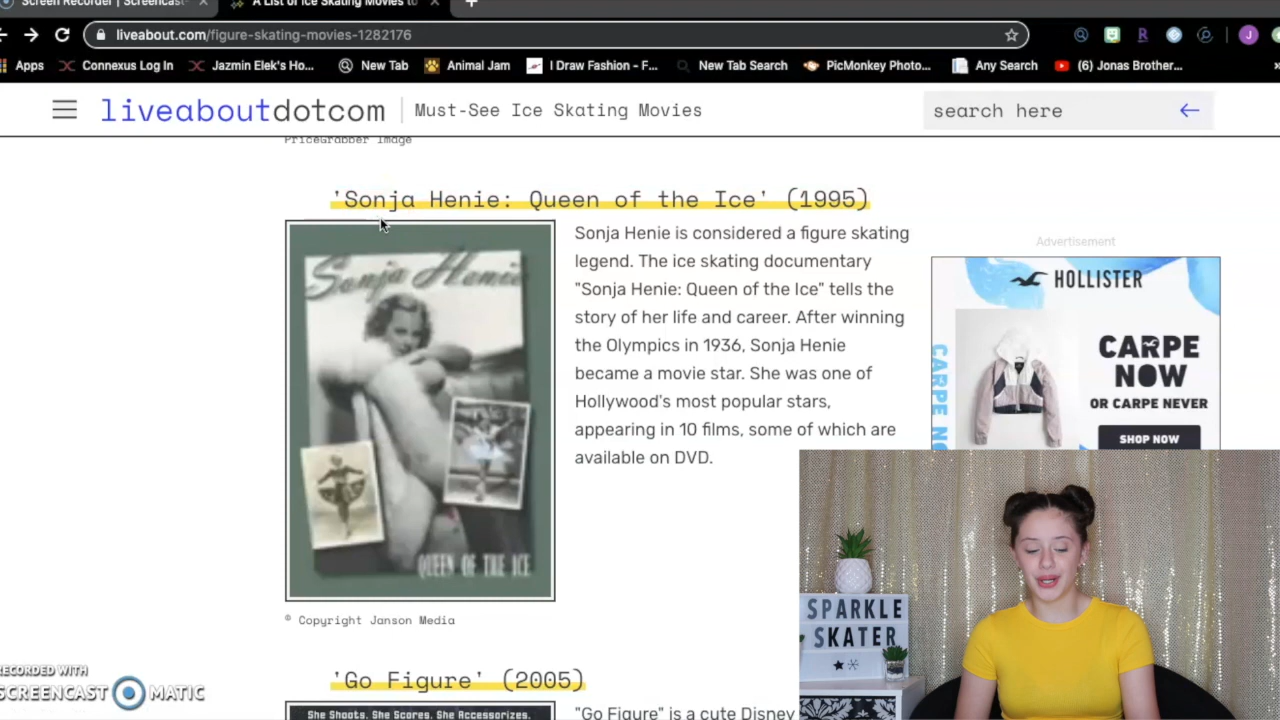 Screen Recorder | Screencast-
A List of Ice Skating Movies to
liveabout.com/figure-skating-movies-1282176
J
Apps
Connexus Log In
Jazmin Elek's Ho...
New Tab
Animal Jam
I Draw Fashion - F...
New Tab Search
PicMonkey Photo...
Any Search
(6) Jonas Brother...
liveaboutdotcom
Must-See Ice Skating Movies
search here
PriceGrabber Image
'Sonja Henie: Queen of the Ice' (1995)
Sonja Henie
QUEEN OF THE ICE
© Copyright Janson Media
Sonja Henie is considered a figure skating
legend. The ice skating documentary
"Sonja Henie: Queen of the Ice" tells the
story of her life and career. After winning
the Olympics in 1936, Sonja Henie
became a movie star. She was one of
Hollywood's most popular stars,
appearing in 10 films, some of which are
available on DVD.
Advertisement
HOLLISTER
CARPE
NOW
OR CARPE NEVER
SHOP NOW
CARPE NO
SPARKLE
SKATER
RECORDED WITH
SCREENCAST MATIC
'Go Figure' (2005)
She Shoots. She Scores. She Accessorizes.
"Go Figure" is a cute Disney